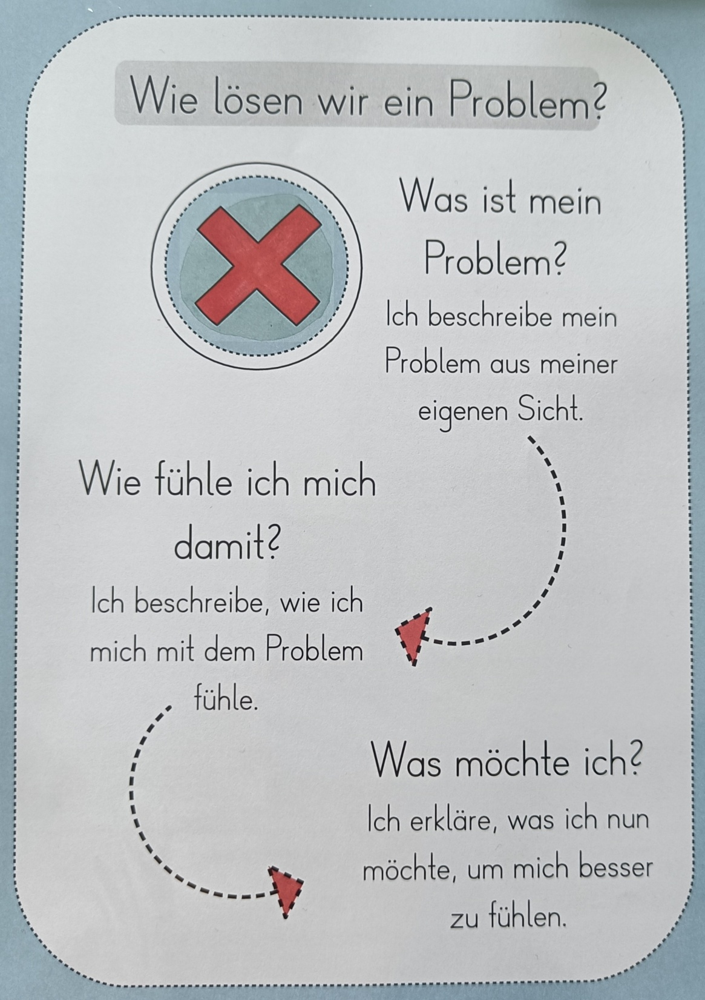 Wie lösen wir ein Problem?
Was ist mein
Problem?
Ich beschreibe mein
Problem aus meiner
eigenen Sicht.
Wie fühle ich mich
damit?
Ich beschreibe, wie ich
mich mit dem Problem
fühle.
Was möchte ich?
Ich erkläre, was ich nun
möchte, um mich besser
zu fühlen.